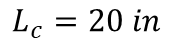 L_c = 20 in